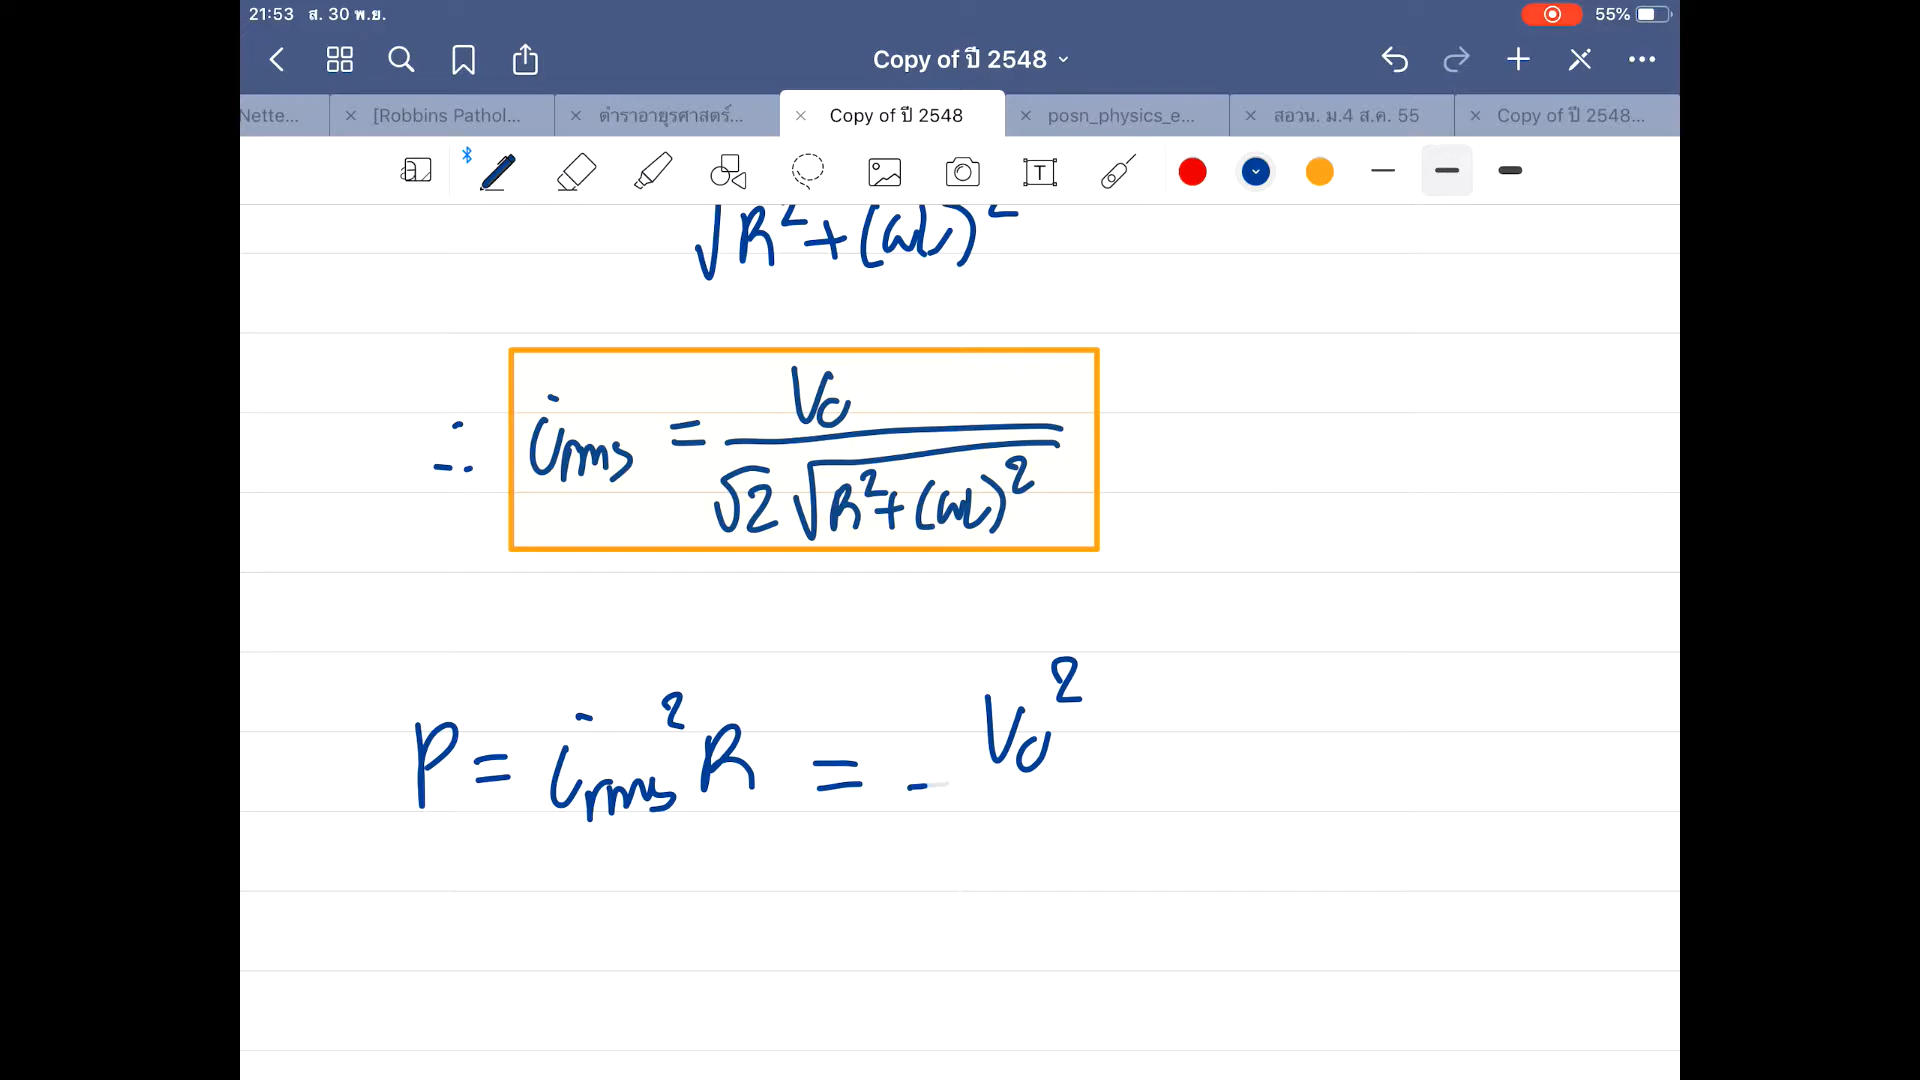 21:53 ส. 30 พ.ย. 55%
Copy of ปี 2548
Nette... [Robbins Pathol... ตำราอายุรศาสตร์... Copy of ปี 2548 posn_physics_e... สอวน. ม.4 ส.ค. 55 Copy of ปี 2548...
√R²+(ωL)²
∴ i_rms = V₀ / √2 √R²+(ωL)²
P = i_rms² R = V₀²